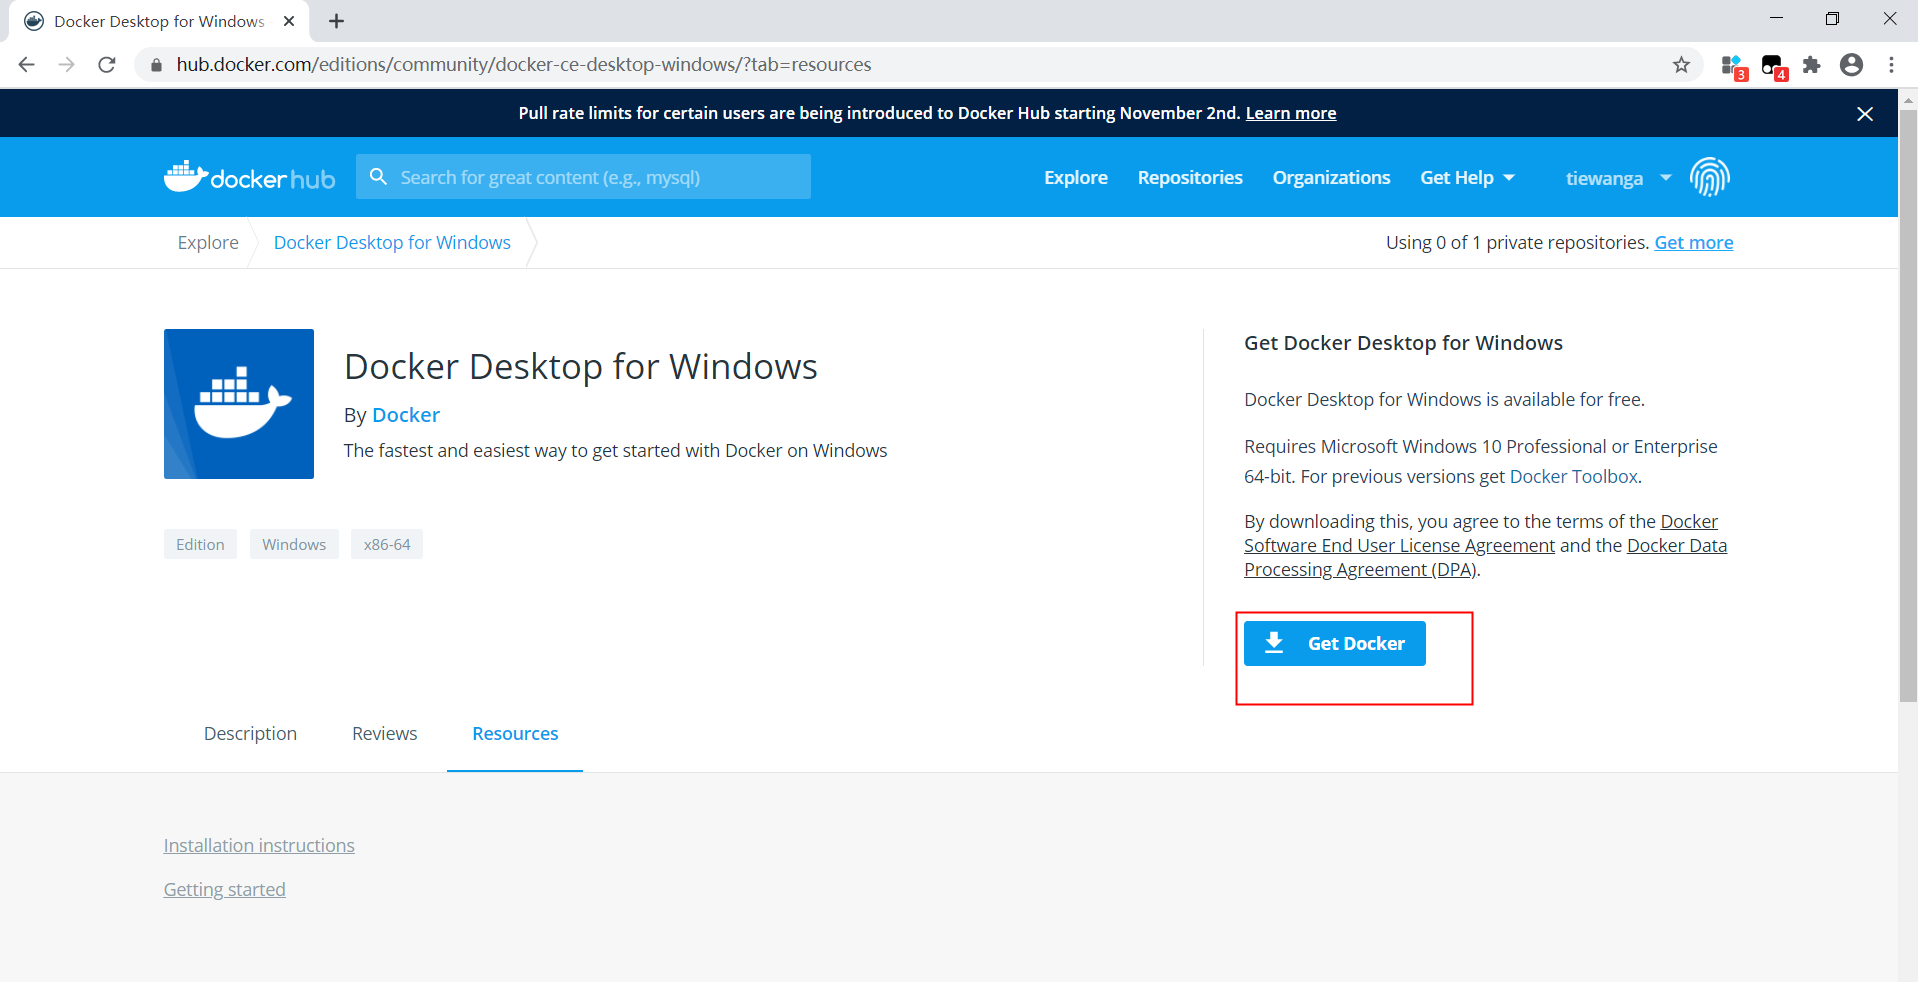 Docker Desktop for Windows
hub.docker.com/editions/community/docker-ce-desktop-windows/?tab=resources
3
4
Pull rate limits for certain users are being introduced to Docker Hub starting November 2nd. Learn more
docker hub
Search for great content (e.g., mysql)
Explore
Repositories
Organizations
Get Help
tiewanga
Explore
Docker Desktop for Windows
Using 0 of 1 private repositories. Get more
Docker Desktop for Windows
By Docker
The fastest and easiest way to get started with Docker on Windows
Edition
Windows
x86-64
Get Docker Desktop for Windows
Docker Desktop for Windows is available for free.
Requires Microsoft Windows 10 Professional or Enterprise
64-bit. For previous versions get Docker Toolbox.
By downloading this, you agree to the terms of the Docker
Software End User License Agreement and the Docker Data
Processing Agreement (DPA).
Get Docker
Description
Reviews
Resources
Installation instructions
Getting started